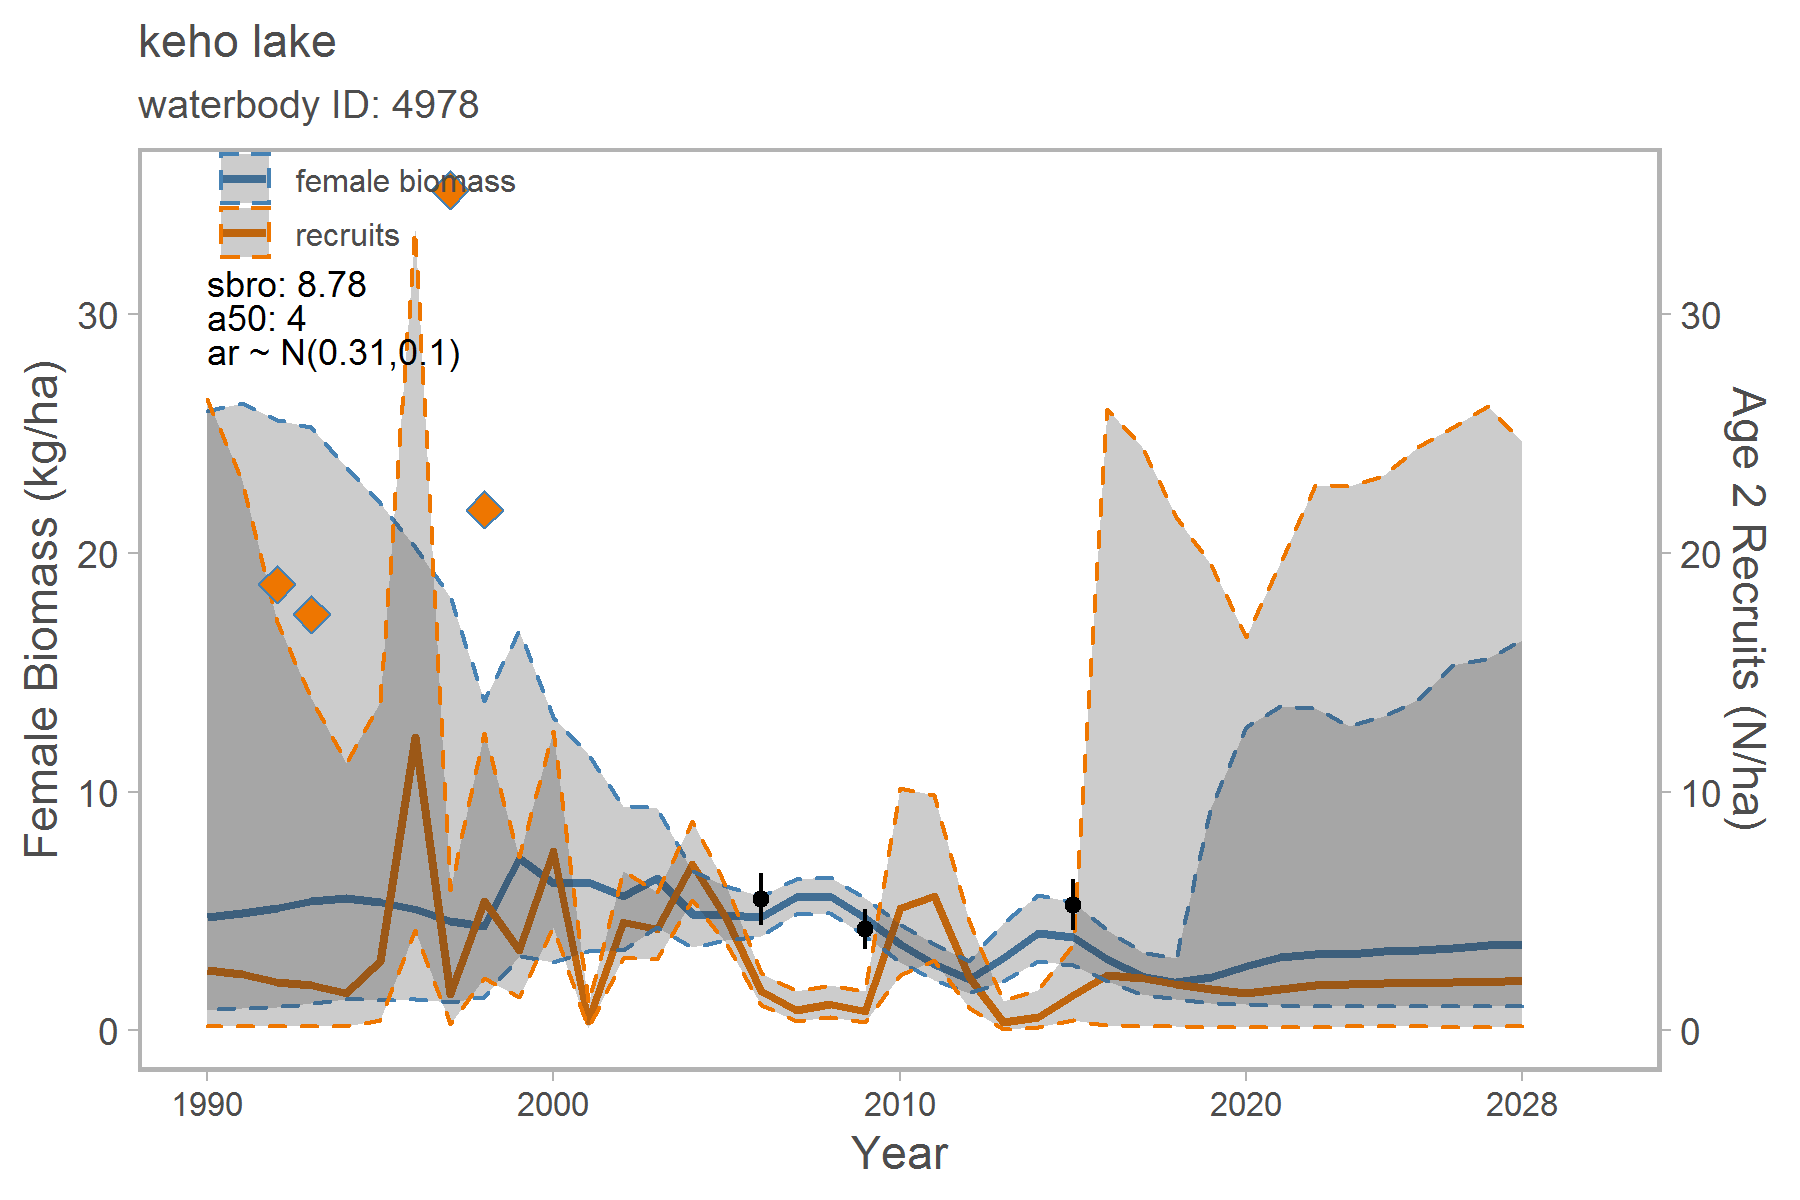 keho lake
waterbody ID: 4978
female biomass
recruits
sbro: 8.78
a50: 4
ar ~ N(0.31,0.1)
30
20
10
0
Female Biomass (kg/ha)
30
20
10
0
Age 2 Recruits (N/ha)
1990
2000
2010
2020
2028
Year